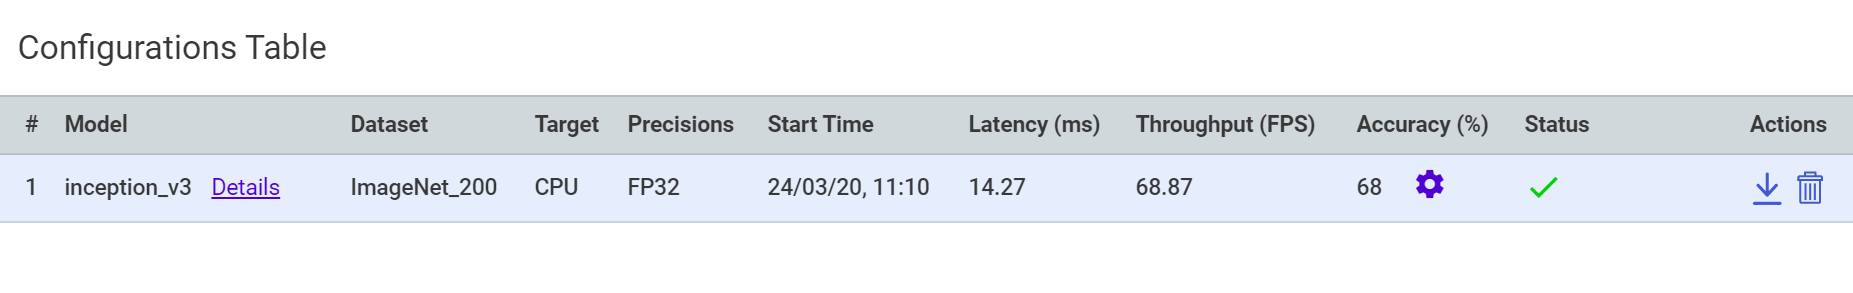 Configurations Table
# Model Dataset Target Precisions Start Time Latency (ms) Throughput (FPS) Accuracy (%) Status Actions
1 inception_v3 Details ImageNet_200 CPU FP32 24/03/20, 11:10 14.27 68.87 68